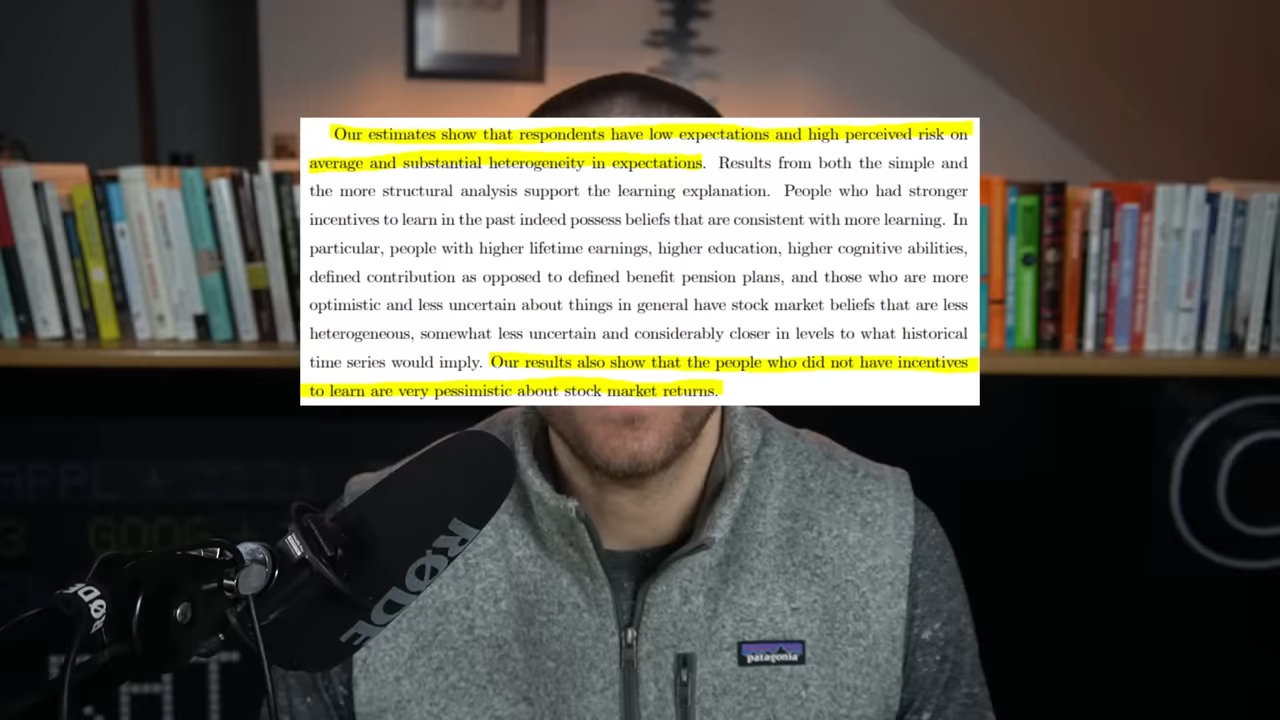 Our estimates show that respondents have low expectations and high perceived risk on
average and substantial heterogeneity in expectations. Results from both the simple and
the more structural analysis support the learning explanation. People who had stronger
incentives to learn in the past indeed possess beliefs that are consistent with more learning. In
particular, people with higher lifetime earnings, higher education, higher cognitive abilities,
defined contribution as opposed to defined benefit pension plans, and those who are more
optimistic and less uncertain about things in general have stock market beliefs that are less
heterogeneous, somewhat less uncertain and considerably closer in levels to what historical
time series would imply. Our results also show that the people who did not have incentives
to learn are very pessimistic about stock market returns.
GOOG
RØDE
RØDE
patagonia